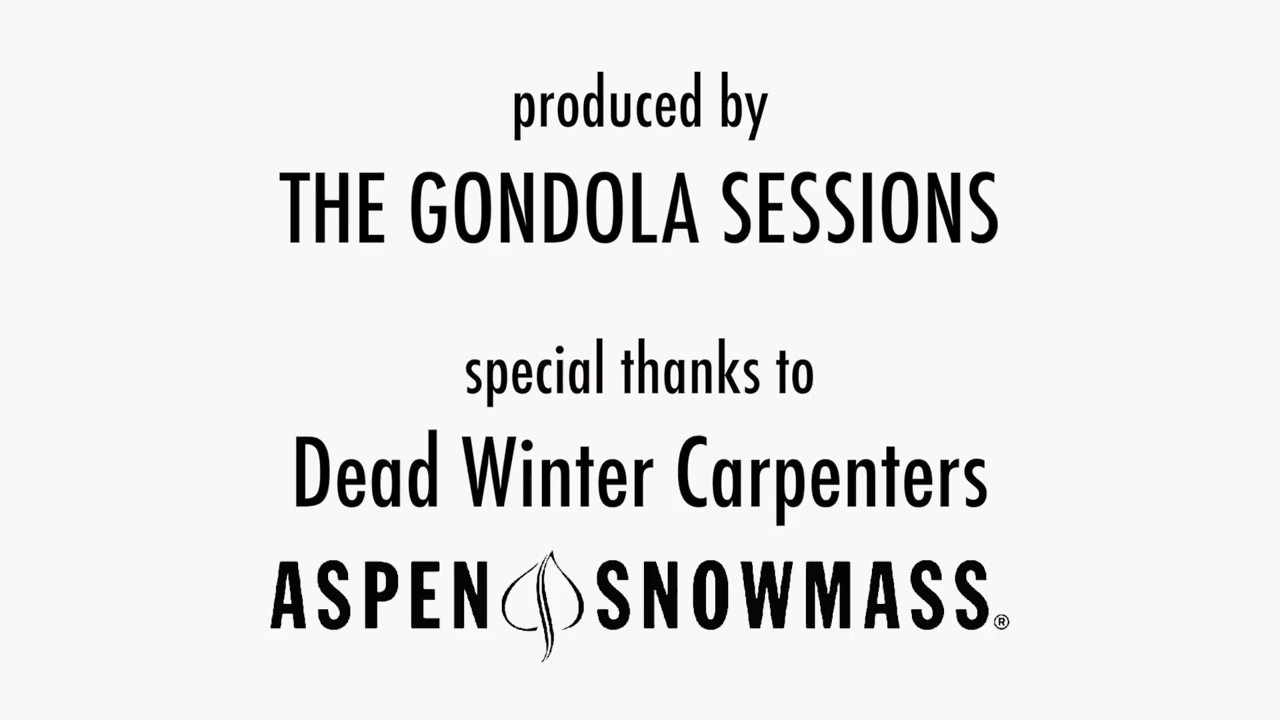 produced by
THE GONDOLA SESSIONS
special thanks to
Dead Winter Carpenters
ASPEN SNOWMASS®